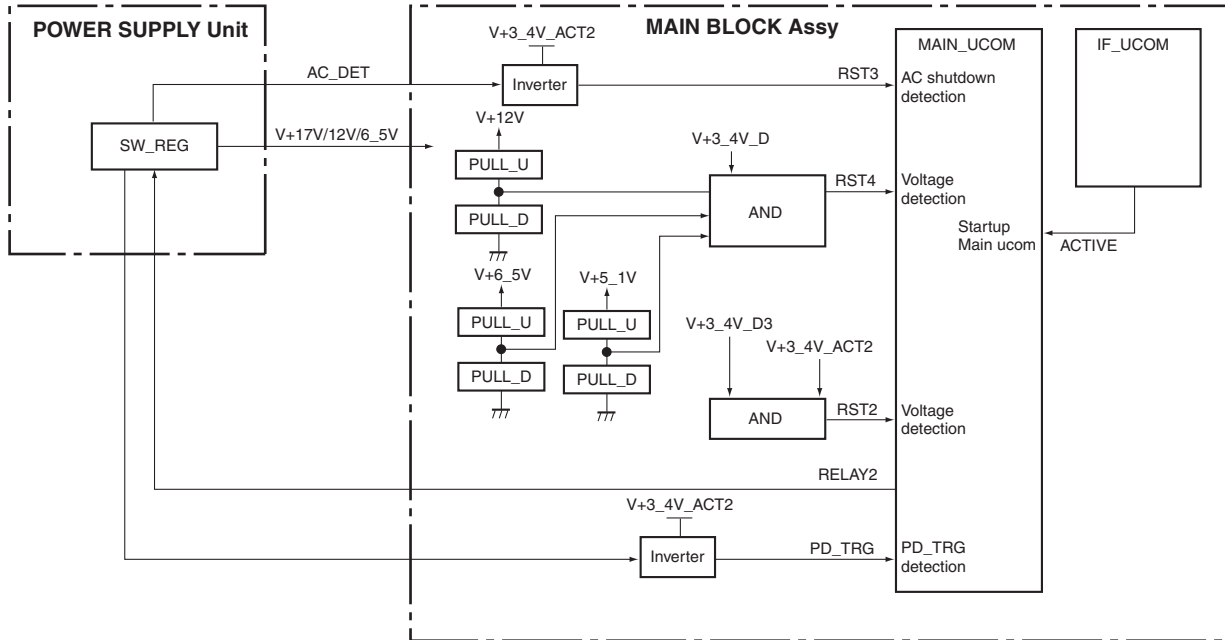 POWER SUPPLY Unit
MAIN BLOCK Assy
V+3_4V_ACT2
MAIN_UCOM
IF_UCOM
AC_DET
Inverter
RST3
AC shutdown
detection
V+12V
SW_REG
V+17V/12V/6_5V
V+3_4V_D
PULL_U
RST4
Voltage
detection
AND
PULL_D
Startup
Main ucom
ACTIVE
V+6_5V
V+5_1V
PULL_U
PULL_U
V+3_4V_D3
V+3_4V_ACT2
PULL_D
PULL_D
AND
RST2
Voltage
detection
RELAY2
V+3_4V_ACT2
Inverter
PD_TRG
PD_TRG
detection